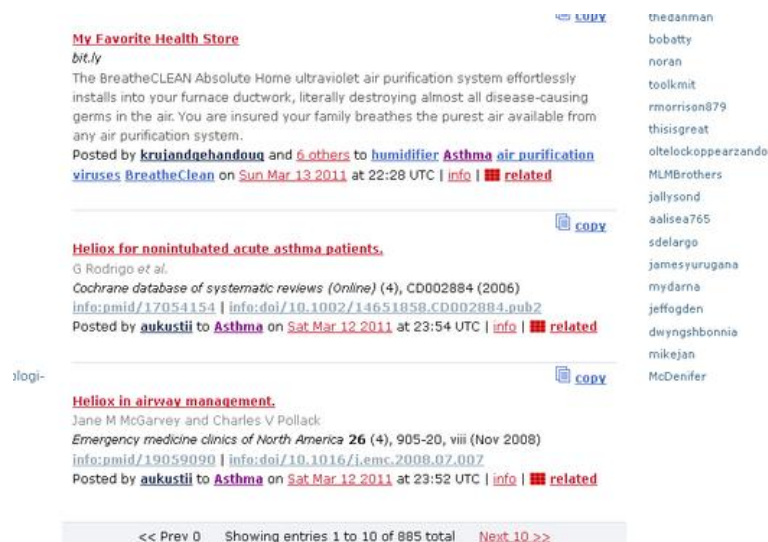 copy
My Favorite Health Store
bit.ly
The BreatheCLEAN Absolute Home ultraviolet air purification system effortlessly
installs into your furnace ductwork, literally destroying almost all disease-causing
germs in the air. You are insured your family breathes the purest air available from
any air purification system.
Posted by krujandgehandoug and 6 others to humidifier Asthma air purification
viruses BreatheClean on Sun Mar 13 2011 at 22:28 UTC | info | related
copy
Heliox for nonintubated acute asthma patients.
G Rodrigo et al.
Cochrane database of systematic reviews (Online) (4), CD002884 (2006)
info:pmid/17054154 | info:doi/10.1002/14651858.CD002884.pub2
Posted by aukustii to Asthma on Sat Mar 12 2011 at 23:54 UTC | info | related
copy
Heliox in airway management.
Jane M McGarvey and Charles V Pollack
Emergency medicine clinics of North America 26 (4), 905-20, viii (Nov 2008)
info:pmid/19059090 | info:doi/10.1016/j.emc.2008.07.007
Posted by aukustii to Asthma on Sat Mar 12 2011 at 23:52 UTC | info | related
<< Prev 0 Showing entries 1 to 10 of 885 total Next 10 >>
ologi-
thedanman
bobatty
noran
toolkmit
rmorrison879
thisisgreat
oltelockoppearzando
MLMBrothers
jallysond
aalisea765
sdelargo
jamesyurugana
mydarna
jeffogden
dwyngshbonnia
mikejan
McDenifer